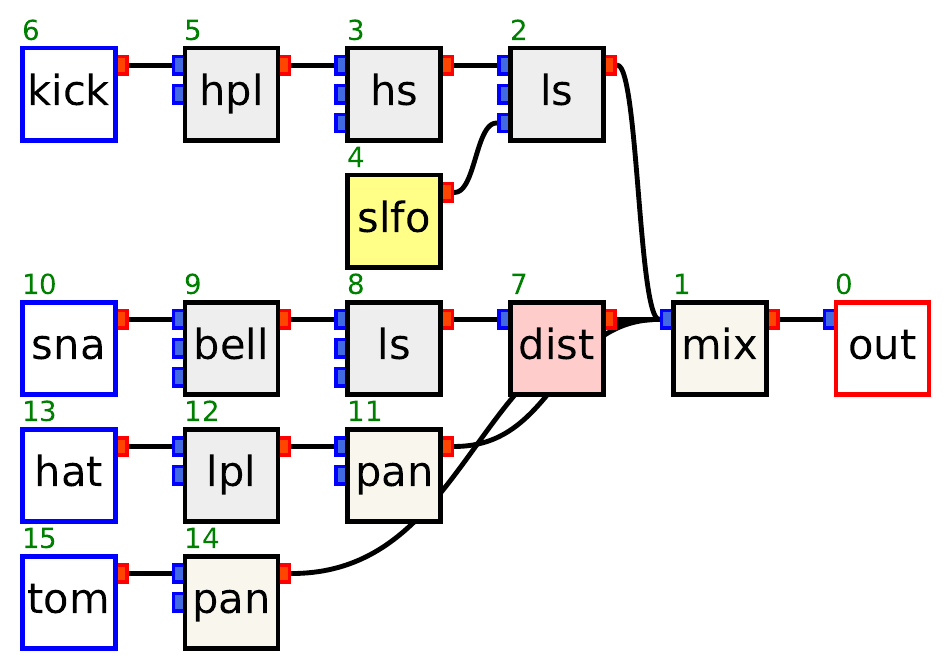 6 5 3 2
kick hpl hs ls
4
slfo
10 9 8 7 1 0
sna bell ls dist mix out
13 12 11
hat lpl pan
15 14
tom pan